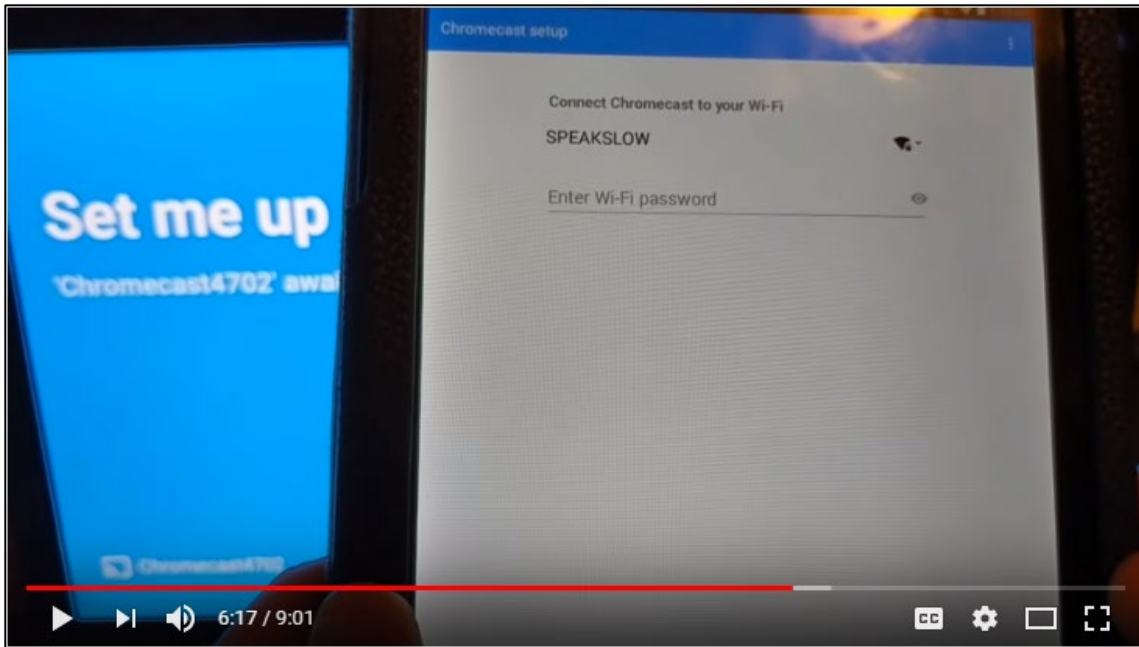 Chromecast setup
Connect Chromecast to your Wi-Fi
SPEAKSLOW
Enter Wi-Fi password
Set me up
'Chromecast4702' awai
Chromecast4702
6:17 / 9:01
CC